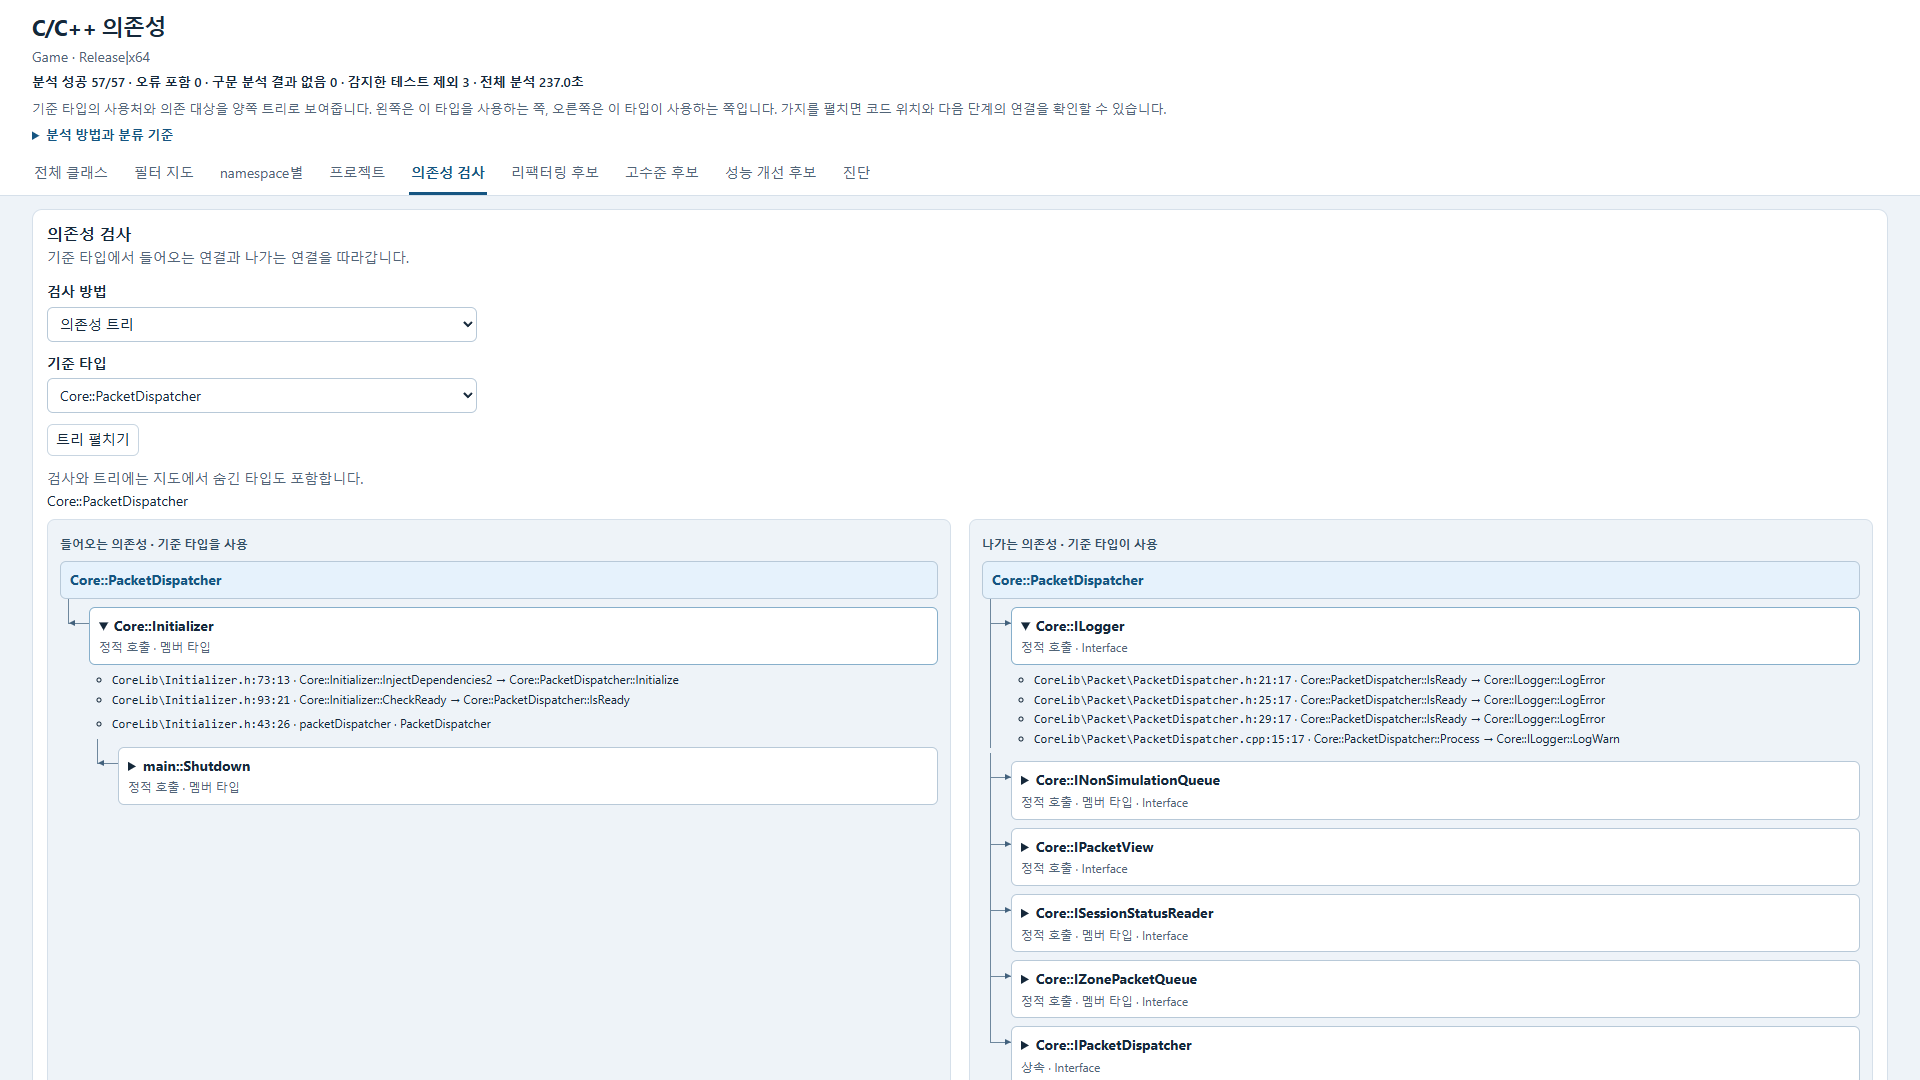 C/C++ 의존성
Game · Release|x64
분석 성공 57/57 · 오류 포함 0 · 구문 분석 결과 없음 0 · 감지한 테스트 제외 3 · 전체 분석 237.0초
기준 타입의 사용처와 의존 대상을 양쪽 트리로 보여줍니다. 왼쪽은 이 타입을 사용하는 쪽, 오른쪽은 이 타입이 사용하는 쪽입니다. 가지를 펼치면 코드 위치와 다음 단계의 연결을 확인할 수 있습니다.
▶ 분석 방법과 분류 기준
전체 클래스 필터 지도 namespace별 프로젝트 의존성 검사 리팩터링 후보 고수준 후보 성능 개선 후보 진단
의존성 검사
기준 타입에서 들어오는 연결과 나가는 연결을 따라갑니다.
검사 방법
의존성 트리
기준 타입
Core::PacketDispatcher
트리 펼치기
검사와 트리에는 지도에서 숨긴 타입도 포함합니다.
Core::PacketDispatcher
들어오는 의존성 · 기준 타입을 사용
Core::PacketDispatcher
▼ Core::Initializer
정적 호출 · 멤버 타입
CoreLib\Initializer.h:73:13 · Core::Initializer::InjectDependencies2 → Core::PacketDispatcher::Initialize
CoreLib\Initializer.h:93:21 · Core::Initializer::CheckReady → Core::PacketDispatcher::IsReady
CoreLib\Initializer.h:43:26 · packetDispatcher · PacketDispatcher
▶ main::Shutdown
정적 호출 · 멤버 타입
나가는 의존성 · 기준 타입이 사용
Core::PacketDispatcher
▼ Core::ILogger
정적 호출 · Interface
CoreLib\Packet\PacketDispatcher.h:21:17 · Core::PacketDispatcher::IsReady → Core::ILogger::LogError
CoreLib\Packet\PacketDispatcher.h:25:17 · Core::PacketDispatcher::IsReady → Core::ILogger::LogError
CoreLib\Packet\PacketDispatcher.h:29:17 · Core::PacketDispatcher::IsReady → Core::ILogger::LogError
CoreLib\Packet\PacketDispatcher.cpp:15:17 · Core::PacketDispatcher::Process → Core::ILogger::LogWarn
▶ Core::INonSimulationQueue
정적 호출 · 멤버 타입 · Interface
▶ Core::IPacketView
정적 호출 · Interface
▶ Core::ISessionStatusReader
정적 호출 · 멤버 타입 · Interface
▶ Core::IZonePacketQueue
정적 호출 · 멤버 타입 · Interface
▶ Core::IPacketDispatcher
상속 · Interface